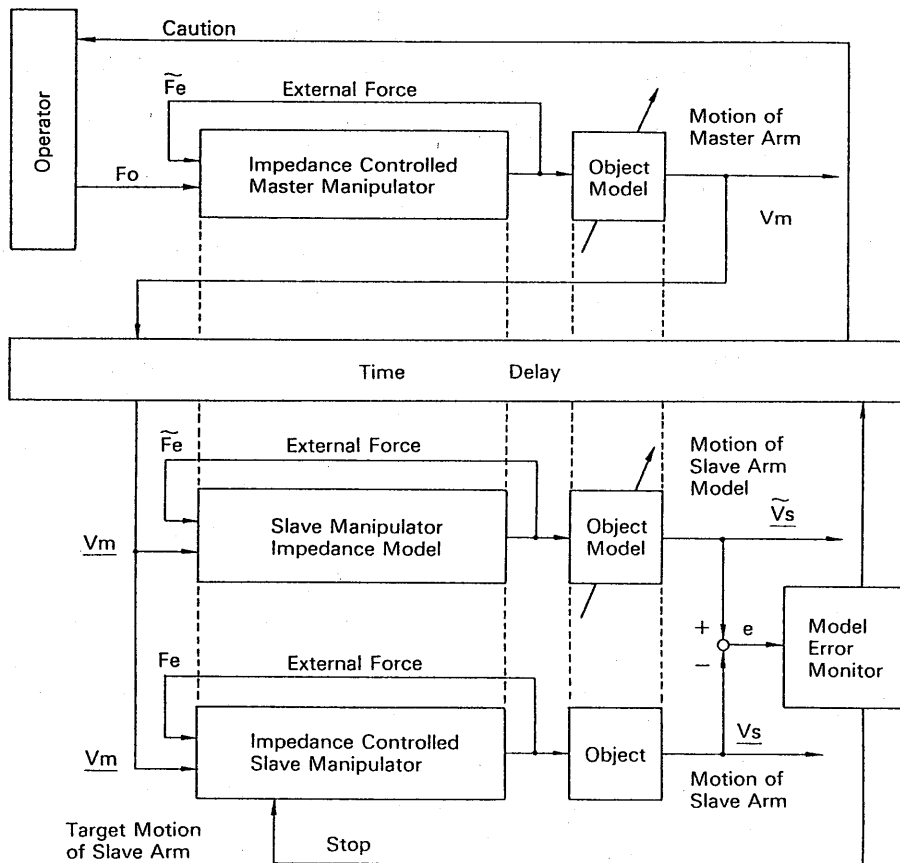 Caution
Operator
F̃e
External Force
Fo
Impedance Controlled
Master Manipulator
Object
Model
Motion of
Master Arm
Vm
Time Delay
F̃e
External Force
Vm
Slave Manipulator
Impedance Model
Object
Model
Motion of
Slave Arm
Model
Ṽs
+
−
e
Model
Error
Monitor
Fe
External Force
Vm
Impedance Controlled
Slave Manipulator
Object
Vs
Motion of
Slave Arm
Target Motion
of Slave Arm
Stop